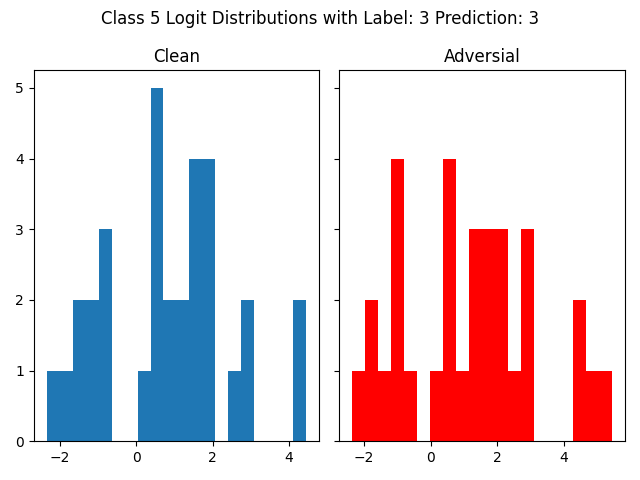 Class 5 Logit Distributions with Label: 3 Prediction: 3
Clean
Adversial
5
4
3
2
1
0
−2 0 2 4
−2 0 2 4